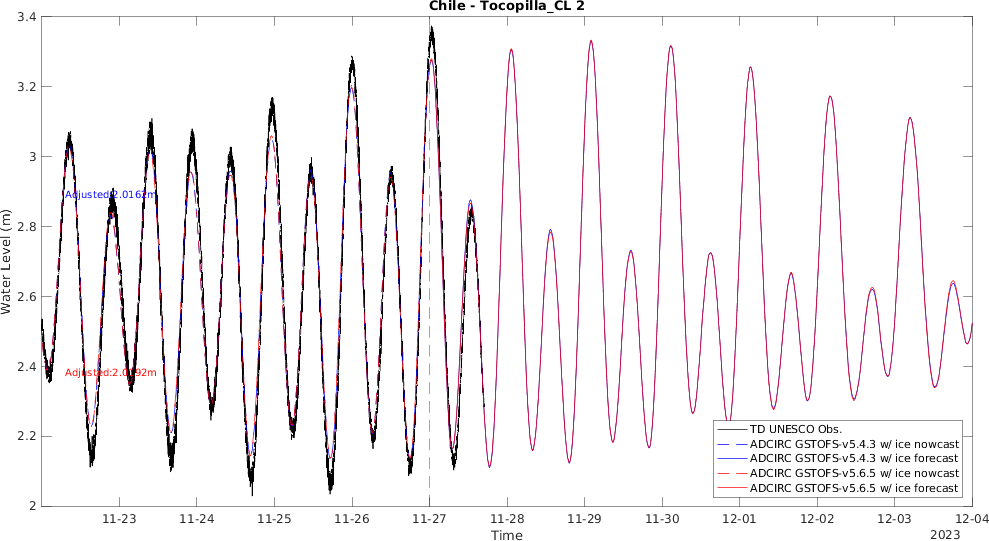 Chile - Tocopilla_CL 2
3.4
3.2
3
2.8
2.6
2.4
2.2
2
Water Level (m)
Adjusted:2.0162m
TD UNESCO Obs.
ADCIRC GSTOFS-v5.4.3 w/ ice nowcast
ADCIRC GSTOFS-v5.4.3 w/ ice forecast
ADCIRC GSTOFS-v5.6.5 w/ ice nowcast
ADCIRC GSTOFS-v5.6.5 w/ ice forecast
11-23
11-24
11-25
11-26
11-27
11-28
11-29
11-30
12-01
12-02
12-03
12-04
Time
2023